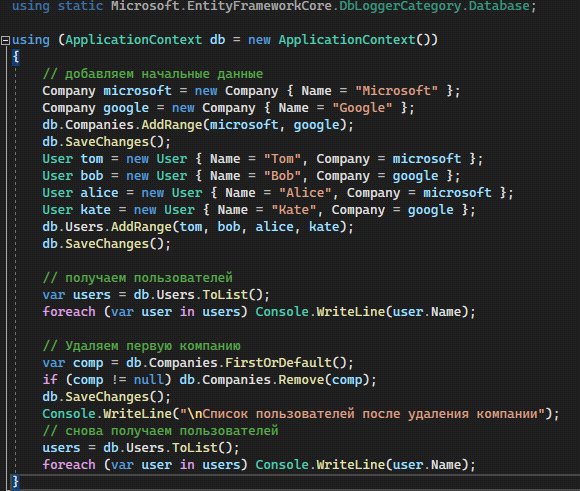 using static Microsoft.EntityFrameworkCore.DbLoggerCategory.Database;
using (ApplicationContext db = new ApplicationContext())
{
// добавляем начальные данные
Company microsoft = new Company { Name = "Microsoft" };
Company google = new Company { Name = "Google" };
db.Companies.AddRange(microsoft, google);
db.SaveChanges();
User tom = new User { Name = "Tom", Company = microsoft };
User bob = new User { Name = "Bob", Company = google };
User alice = new User { Name = "Alice", Company = microsoft };
User kate = new User { Name = "Kate", Company = google };
db.Users.AddRange(tom, bob, alice, kate);
db.SaveChanges();
// получаем пользователей
var users = db.Users.ToList();
foreach (var user in users) Console.WriteLine(user.Name);
// Удаляем первую компанию
var comp = db.Companies.FirstOrDefault();
if (comp != null) db.Companies.Remove(comp);
db.SaveChanges();
Console.WriteLine("\nСписок пользователей после удаления компании");
// снова получаем пользователей
users = db.Users.ToList();
foreach (var user in users) Console.WriteLine(user.Name);
}